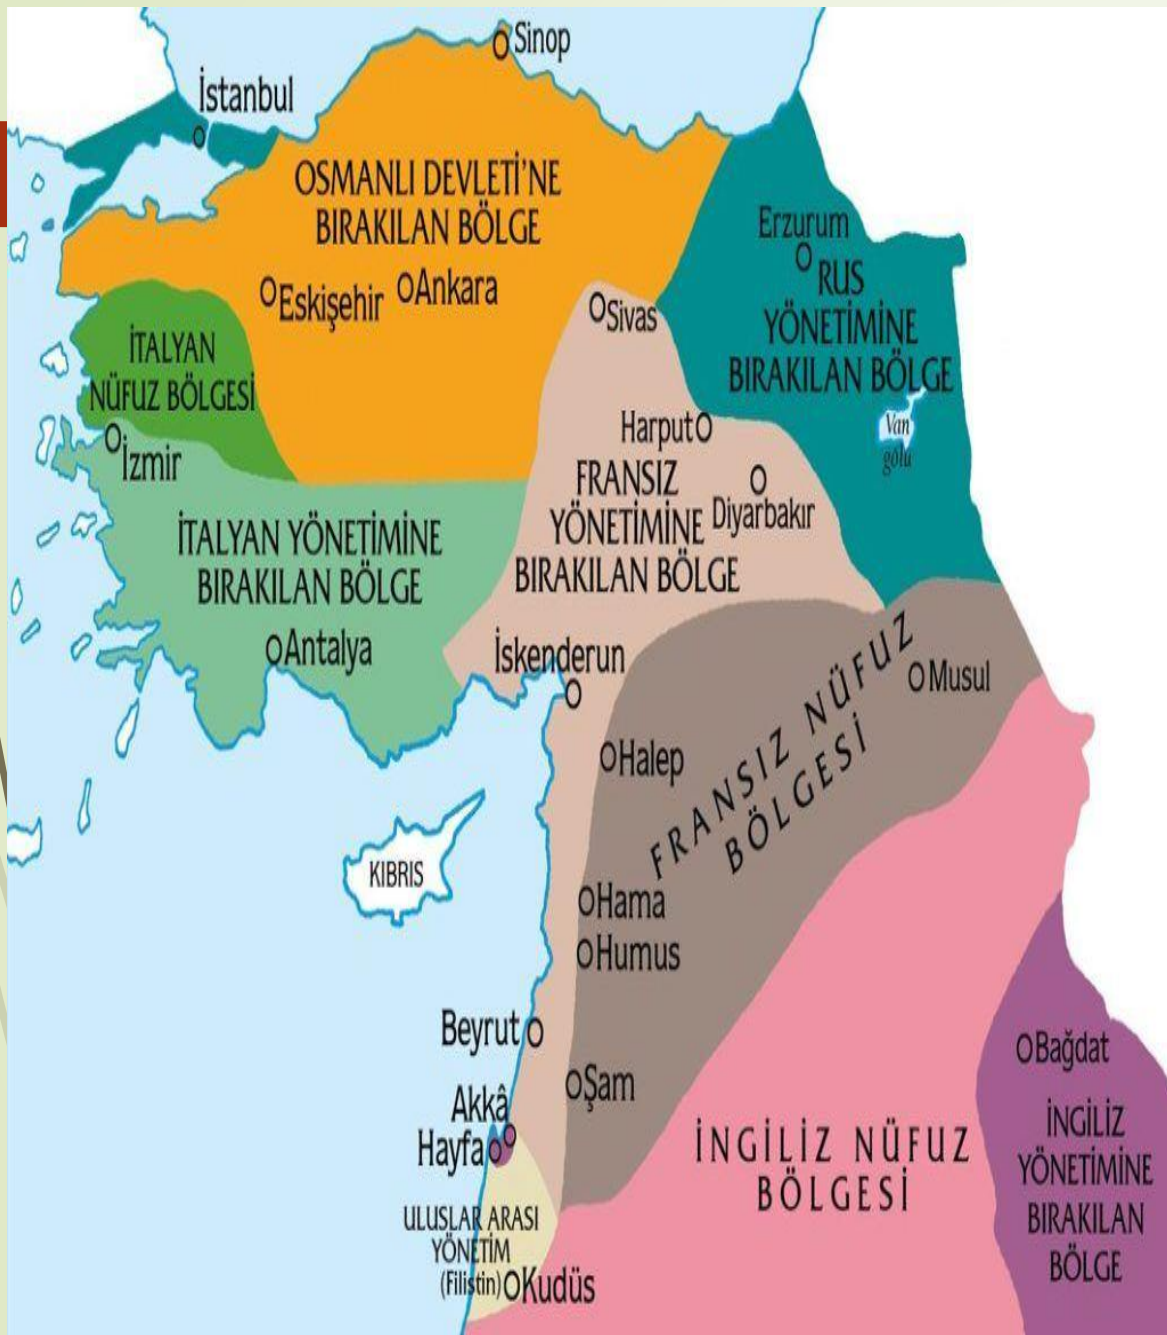 Sinop
İstanbul
OSMANLI DEVLETİ'NE
BIRAKILAN BÖLGE
Erzurum
RUS
YÖNETİMİNE
BIRAKILAN BÖLGE
Eskişehir
Ankara
Sivas
İTALYAN
NÜFUZ BÖLGESİ
Van
gölü
Harput
İzmir
FRANSIZ
YÖNETİMİNE
BIRAKILAN BÖLGE
Diyarbakır
İTALYAN YÖNETİMİNE
BIRAKILAN BÖLGE
Antalya
İskenderun
Musul
FRANSIZ NÜFUZ
BÖLGESİ
Halep
KIBRIS
Hama
Humus
Beyrut
Bağdat
Şam
Akkâ
Hayfa
İNGİLİZ NÜFUZ
BÖLGESİ
İNGİLİZ
YÖNETİMİNE
BIRAKILAN
BÖLGE
ULUSLAR ARASI
YÖNETİM
(Filistin)
Kudüs